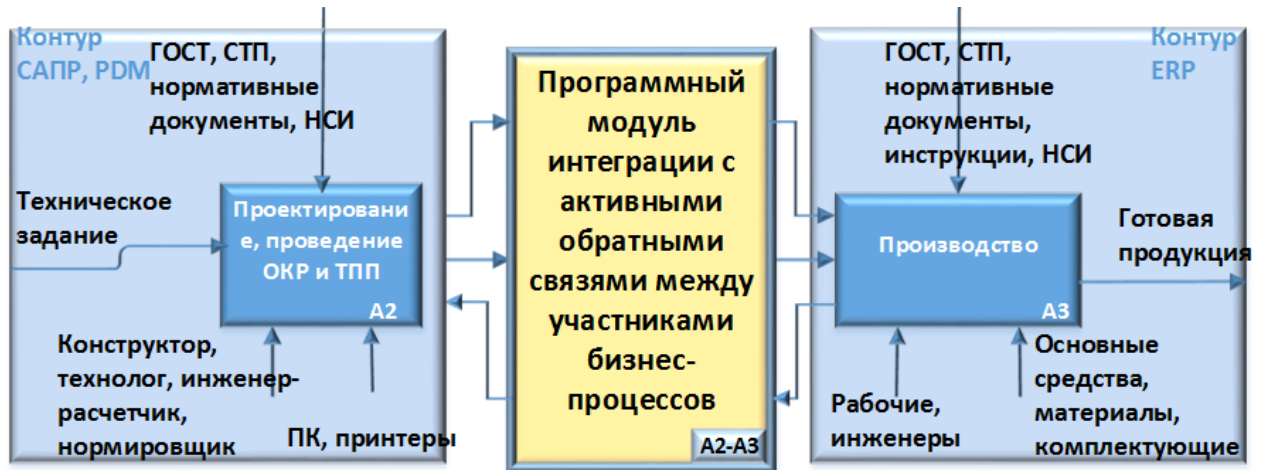 Контур
САПР, PDM
ГОСТ, СТП,
нормативные
документы, НСИ
Техническое
задание
Проектировани
е, проведение
ОКР и ТПП
А2
Конструктор,
технолог, инженер-
расчетчик,
нормировщик
ПК, принтеры
Программный
модуль
интеграции с
активными
обратными
связями между
участниками
бизнес-
процессов
А2-А3
Контур
ERP
ГОСТ, СТП,
нормативные
документы,
инструкции, НСИ
Производство
А3
Готовая
продукция
Рабочие,
инженеры
Основные
средства,
материалы,
комплектующие